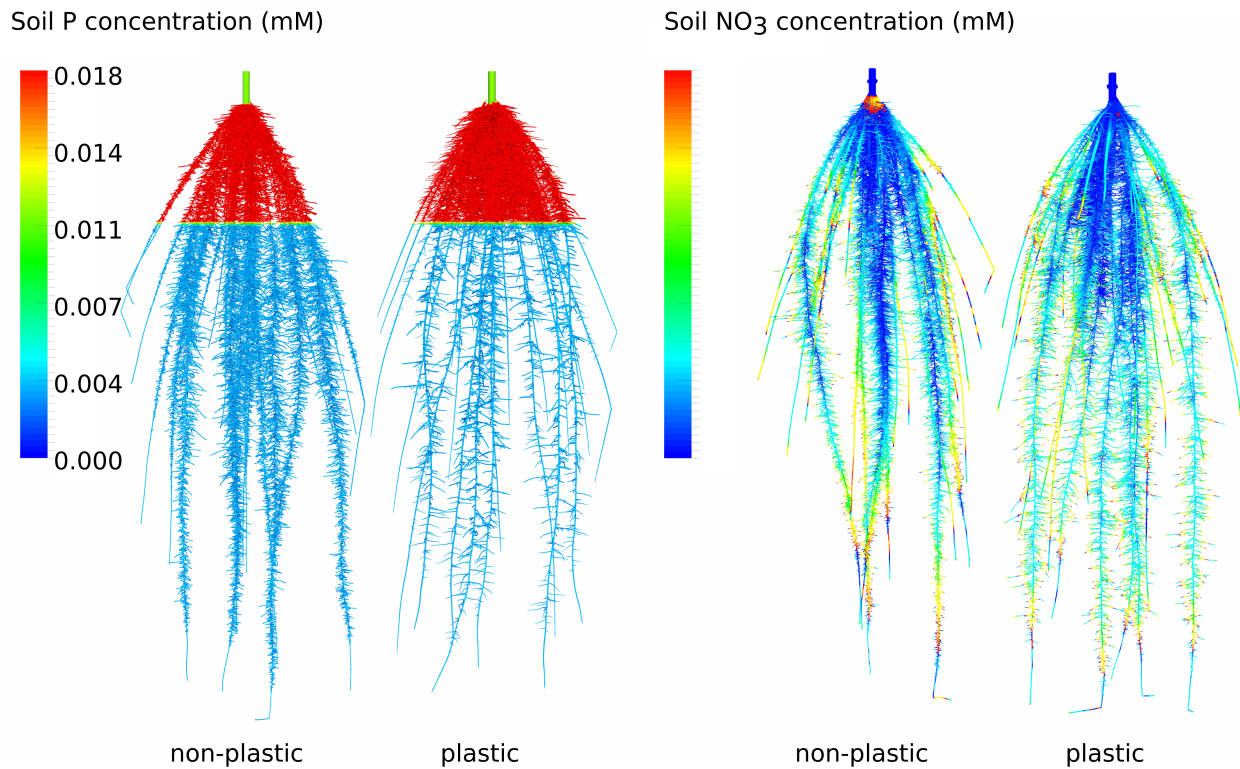 Soil P concentration (mM)
Soil NO3 concentration (mM)
0.018
0.014
0.011
0.007
0.004
0.000
non-plastic
plastic
non-plastic
plastic